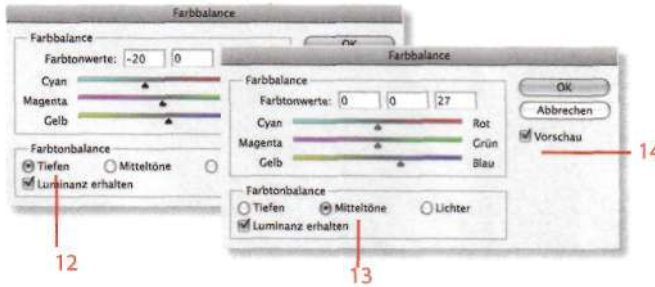 Farbbalance
Farbbalance
Farbtonwerte: -20 0
Cyan
Magenta
Gelb
Farbtonbalance
Tiefen Mitteltöne
Luminanz erhalten
12
Farbbalance
Farbbalance
Farbtonwerte: 0 0 27
Cyan Rot
Magenta Grün
Gelb Blau
OK
Abbrechen
Vorschau
14
Farbtonbalance
Tiefen Mitteltöne Lichter
Luminanz erhalten
13